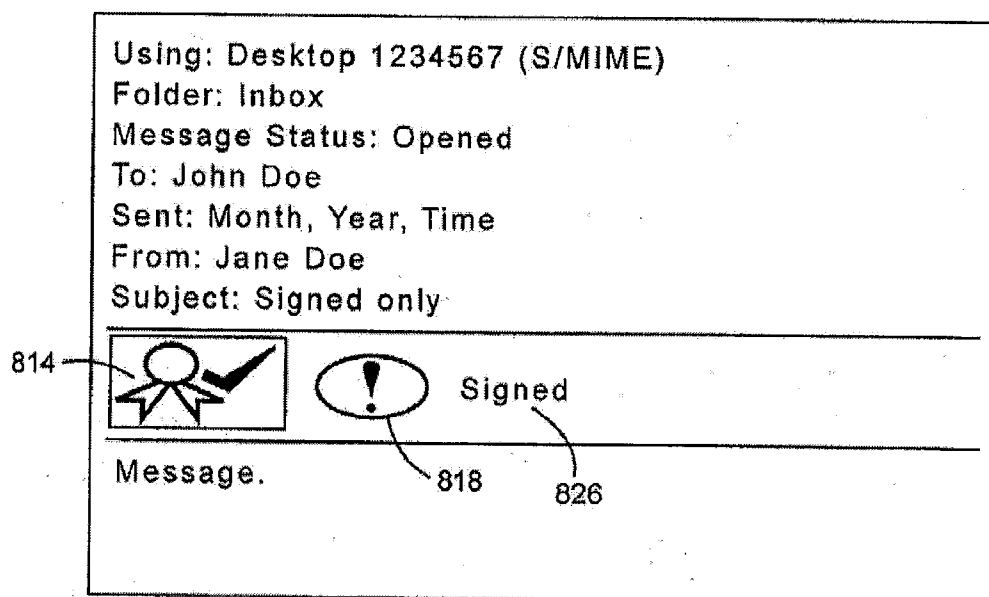 Using: Desktop 1234567 (S/MIME)
Folder: Inbox
Message Status: Opened
To: John Doe
Sent: Month, Year, Time
From: Jane Doe
Subject: Signed only
814
! Signed
Message.
818
826